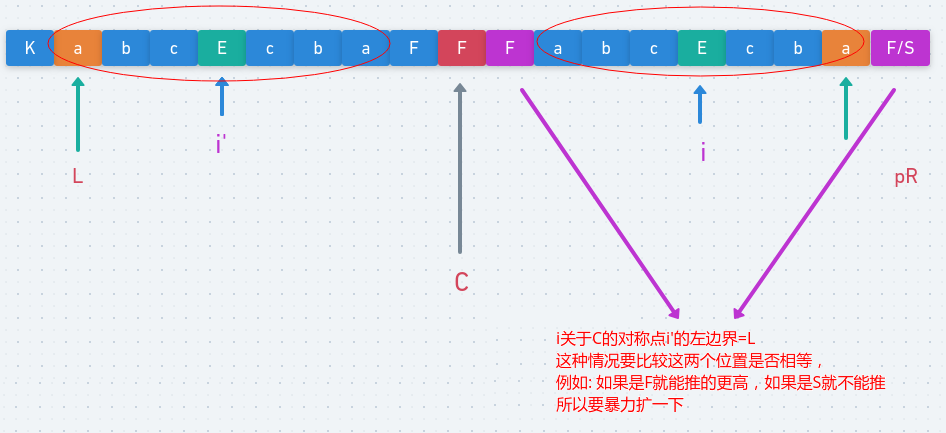 K a b c E c b a F F F a b c E c b a F/S
i'
i
L
pR
C
i关于C的对称点i'的左边界=L
这种情况要比较这两个位置是否相等，
例如: 如果是F就能推的更高，如果是S就不能推
所以要暴力扩一下